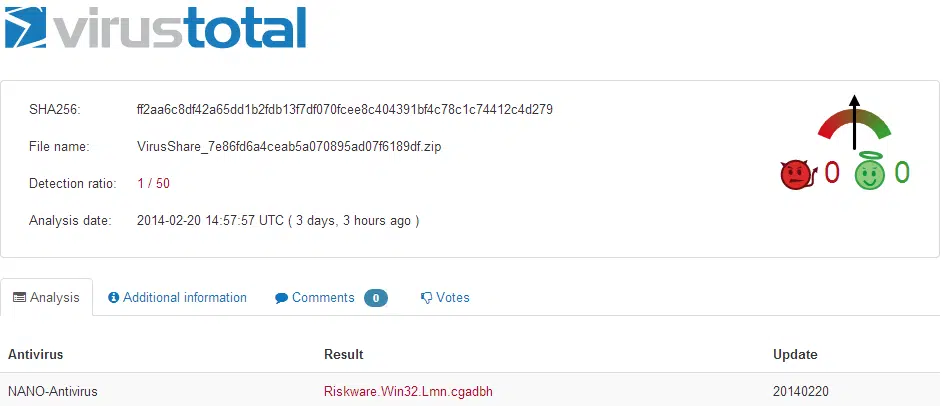 virustotal
SHA256: ff2aa6c8df42a65dd1b2fdb13f7df070fcee8c404391bf4c78c1c74412c4d279
File name: VirusShare_7e86fd6a4ceab5a070895ad07f6189df.zip
Detection ratio: 1 / 50
0 0
Analysis date: 2014-02-20 14:57:57 UTC ( 3 days, 3 hours ago )
Analysis Additional information Comments 0 Votes
Antivirus Result Update
NANO-Antivirus Riskware.Win32.Lmn.cgadbh 20140220